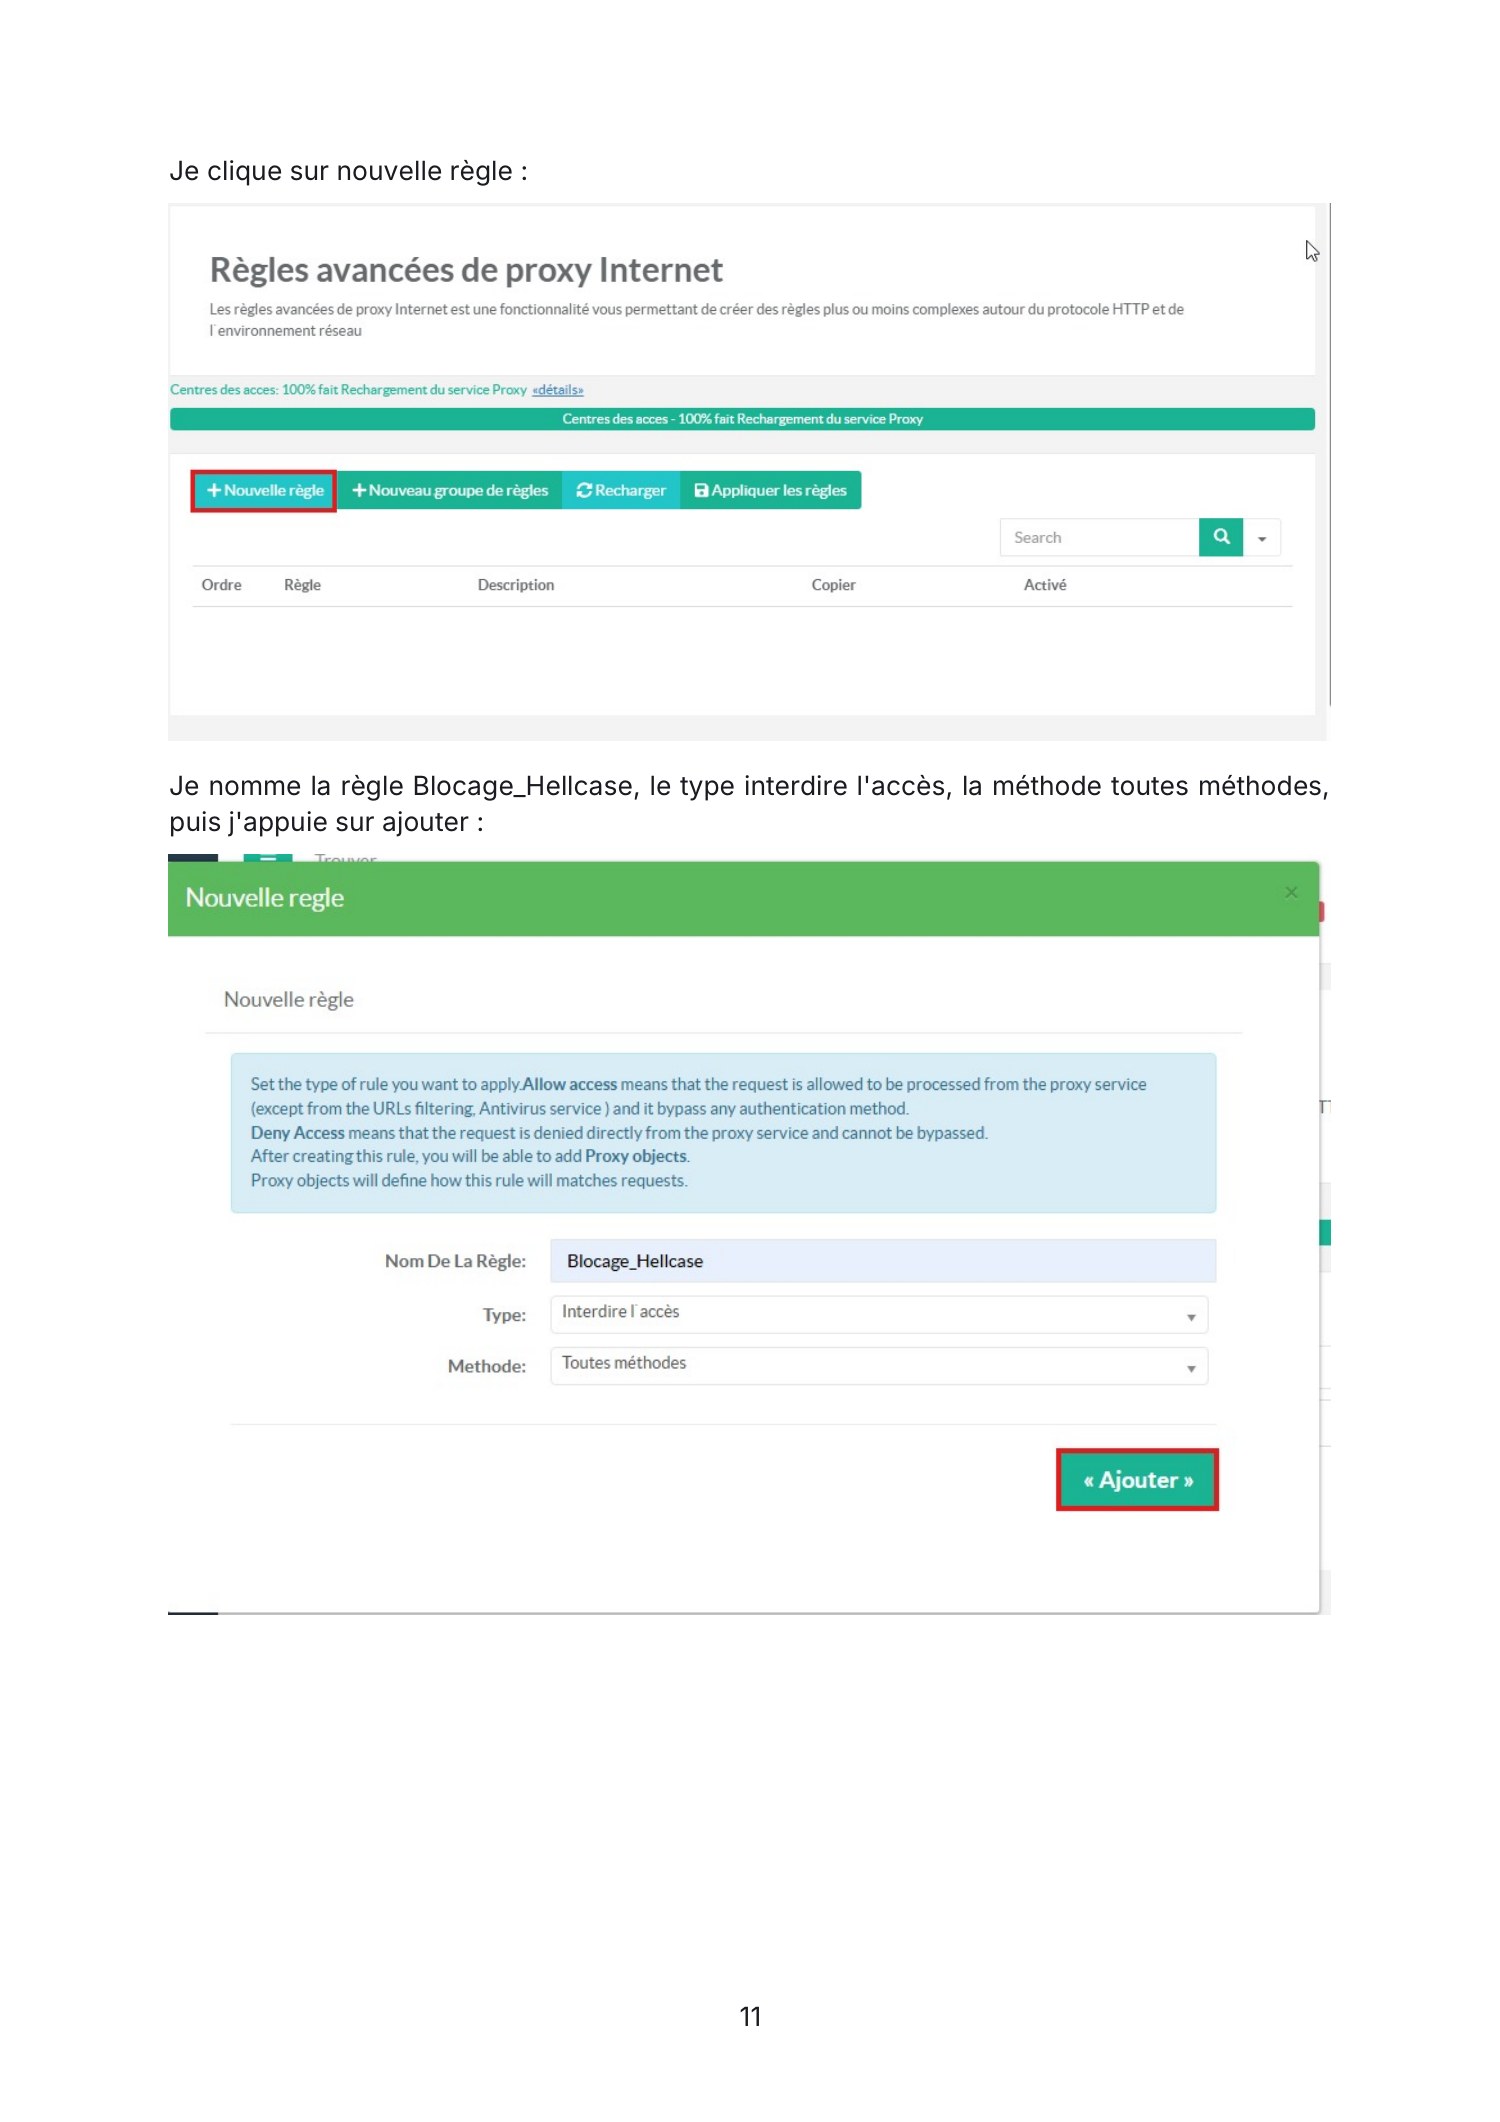 Je clique sur nouvelle règle :
Règles avancées de proxy Internet
Les règles avancées de proxy Internet est une fonctionnalité vous permettant de créer des règles plus ou moins complexes autour du protocole HTTP et de
l`environnement réseau
Centres des acces: 100% fait Rechargement du service Proxy «détails»
Centres des acces - 100% fait Rechargement du service Proxy
Nouvelle règle Nouveau groupe de règles Recharger Appliquer les règles
Search
Ordre Règle Description Copier Activé
Je nomme la règle Blocage_Hellcase, le type interdire l'accès, la méthode toutes méthodes,
puis j'appuie sur ajouter :
Trouver
Nouvelle regle ×
Nouvelle règle
Set the type of rule you want to apply.Allow access means that the request is allowed to be processed from the proxy service
(except from the URLs filtering, Antivirus service ) and it bypass any authentication method.
Deny Access means that the request is denied directly from the proxy service and cannot be bypassed.
After creating this rule, you will be able to add Proxy objects.
Proxy objects will define how this rule will matches requests.
Nom De La Règle: Blocage_Hellcase
Type: Interdire l`accès
Methode: Toutes méthodes
« Ajouter »
11